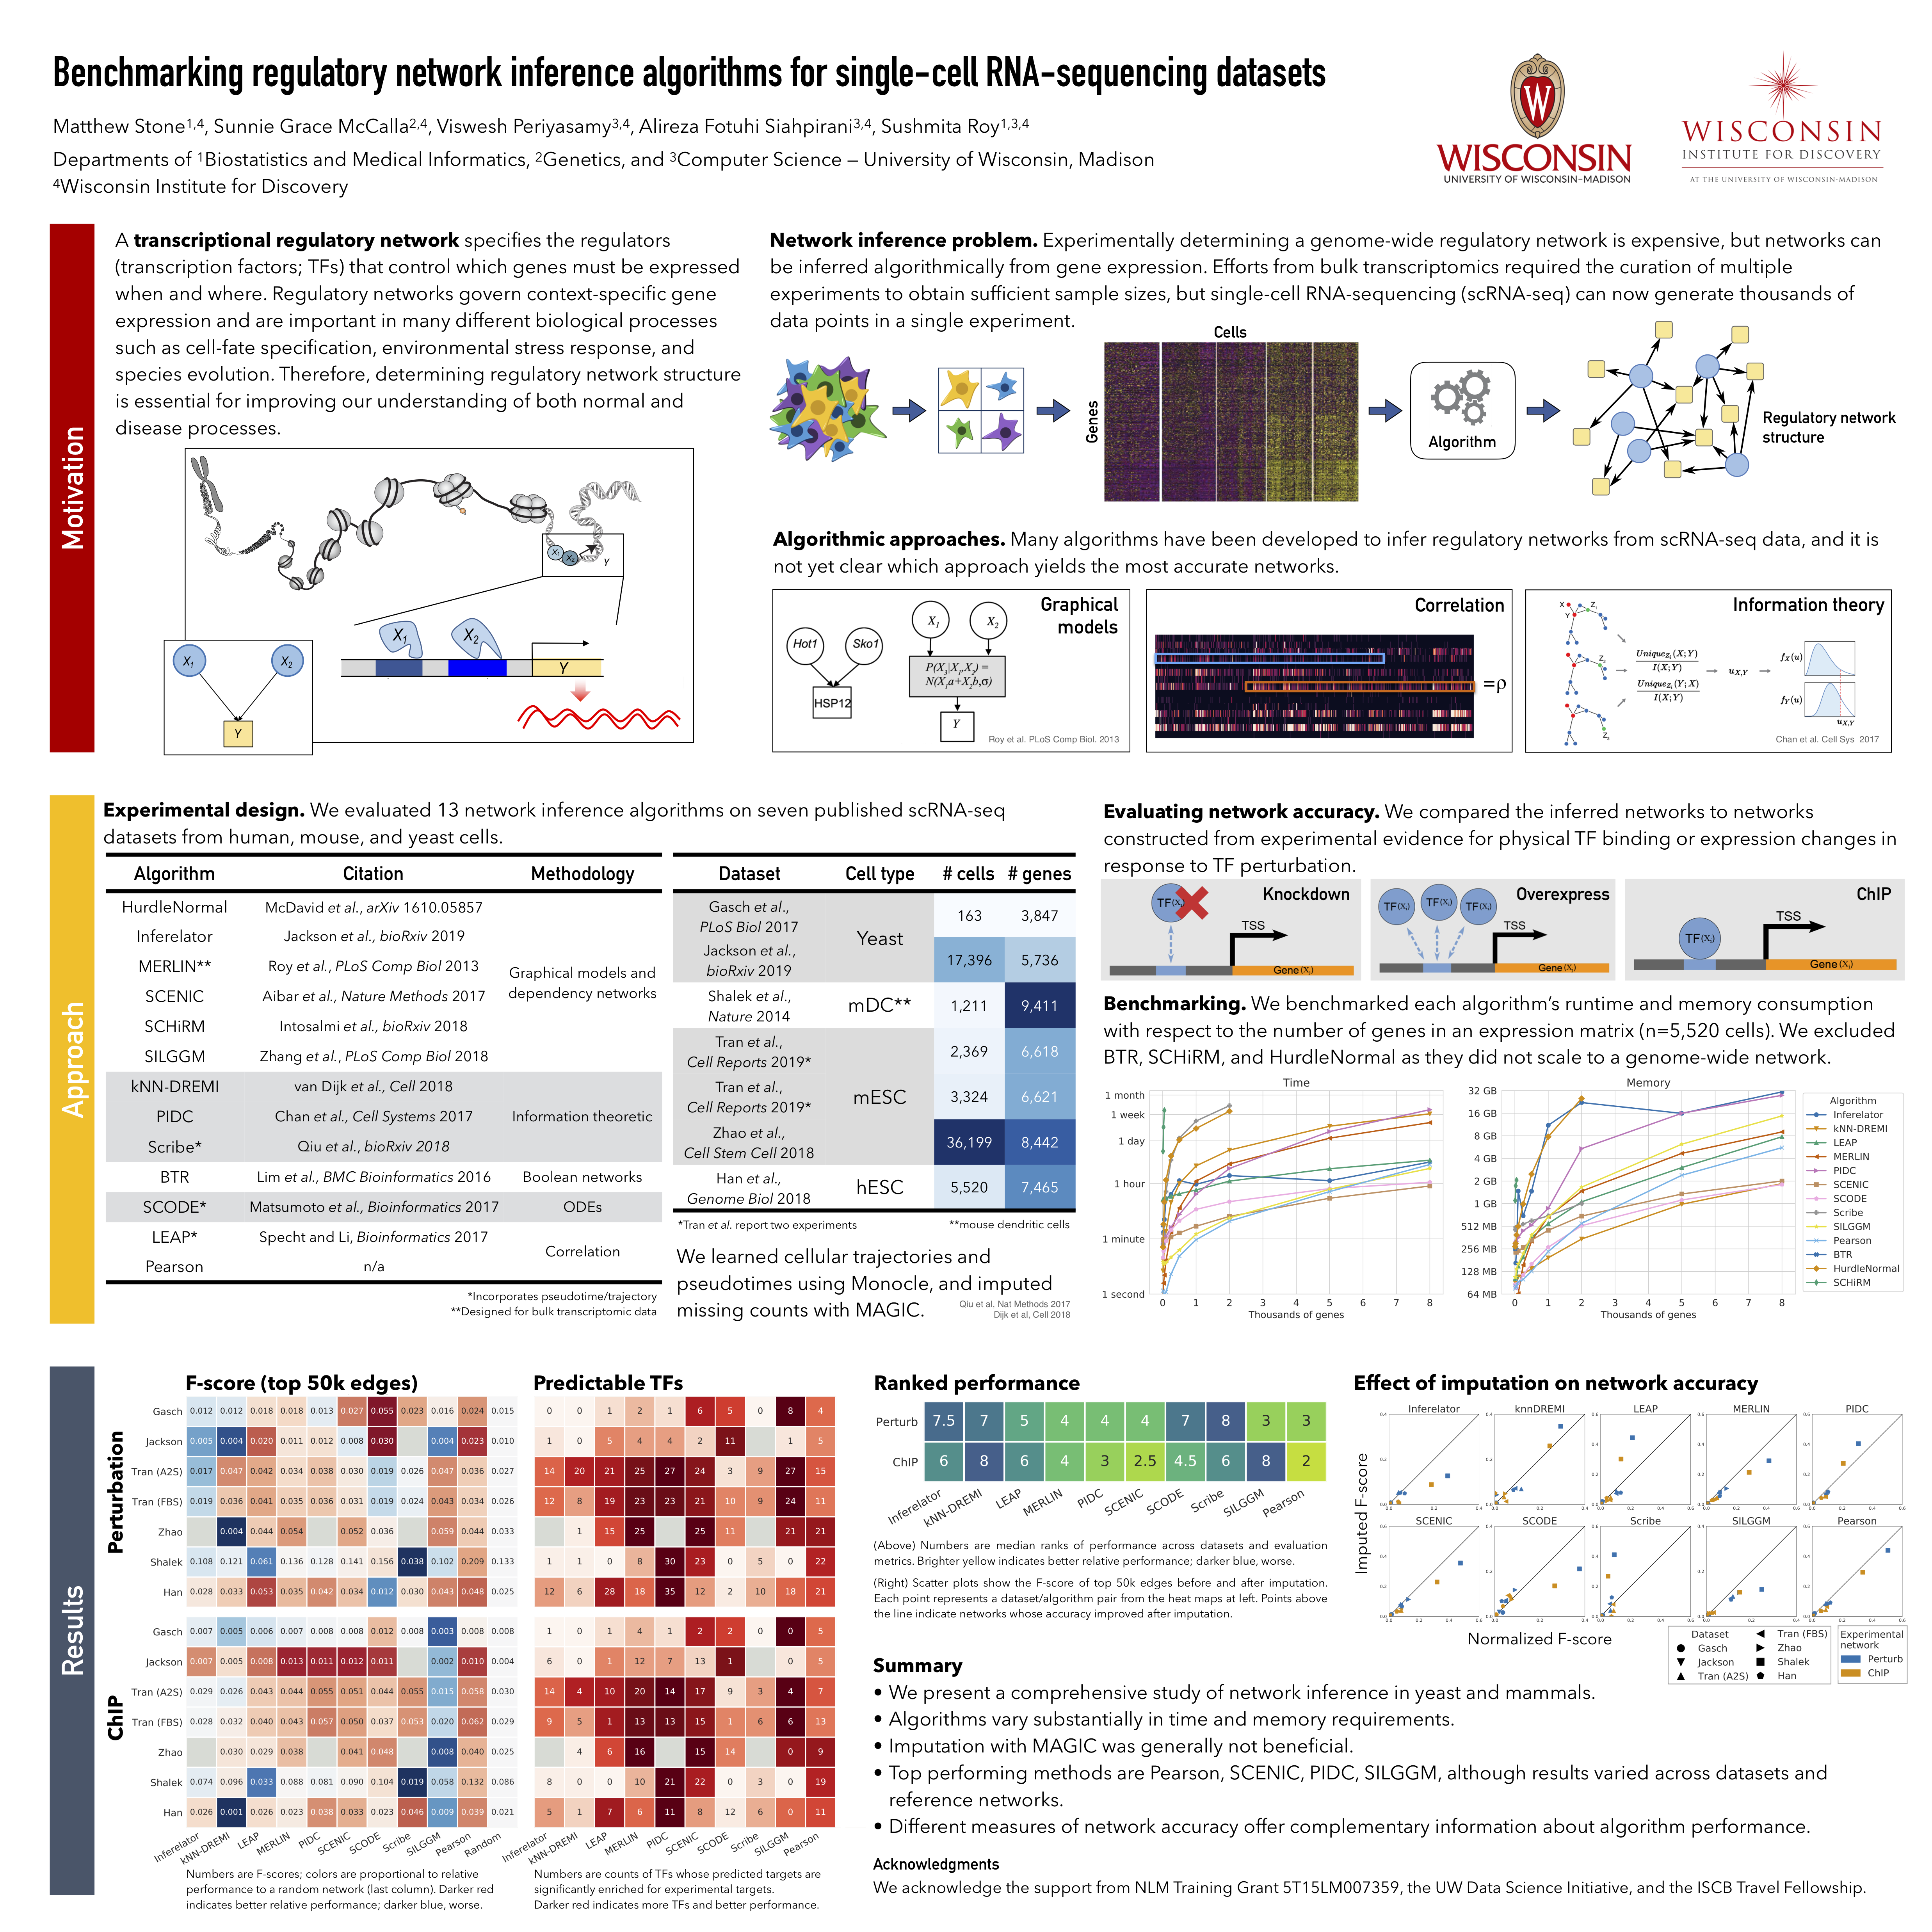 Benchmarking regulatory network inference algorithms for single-cell RNA-sequencing datasets
Matthew Stone1,4, Sunnie Grace McCalla2,4, Viswesh Periyasamy3,4, Alireza Fotuhi Siahpirani3,4, Sushmita Roy1,3,4
Departments of 1Biostatistics and Medical Informatics, 2Genetics, and 3Computer Science – University of Wisconsin, Madison
4Wisconsin Institute for Discovery
W
WISCONSIN
UNIVERSITY OF WISCONSIN–MADISON
WISCONSIN
INSTITUTE FOR DISCOVERY
AT THE UNIVERSITY OF WISCONSIN-MADISON
Motivation
A transcriptional regulatory network specifies the regulators
(transcription factors; TFs) that control which genes must be expressed
when and where. Regulatory networks govern context-specific gene
expression and are important in many different biological processes
such as cell-fate specification, environmental stress response, and
species evolution. Therefore, determining regulatory network structure
is essential for improving our understanding of both normal and
disease processes.
X1 X2 Y
X1 X2 Y
X1 X2 Y
Network inference problem. Experimentally determining a genome-wide regulatory network is expensive, but networks can
be inferred algorithmically from gene expression. Efforts from bulk transcriptomics required the curation of multiple
experiments to obtain sufficient sample sizes, but single-cell RNA-sequencing (scRNA-seq) can now generate thousands of
data points in a single experiment.
Cells
Genes
Algorithm
Regulatory network
structure
Algorithmic approaches. Many algorithms have been developed to infer regulatory networks from scRNA-seq data, and it is
not yet clear which approach yields the most accurate networks.
Graphical
models
Hot1 Sko1 X1 X2
HSP12
Y
Roy et al. PLoS Comp Biol. 2013
Correlation
=ρ
Information theory
Chan et al. Cell Sys 2017
Approach
Experimental design. We evaluated 13 network inference algorithms on seven published scRNA-seq
datasets from human, mouse, and yeast cells.
Algorithm Citation Methodology
HurdleNormal McDavid et al., arXiv 1610.05857
Inferelator Jackson et al., bioRxiv 2019
MERLIN** Roy et al., PLoS Comp Biol 2013
Graphical models and
dependency networks
SCENIC Aibar et al., Nature Methods 2017
SCHiRM Intosalmi et al., bioRxiv 2018
SILGGM Zhang et al., PLoS Comp Biol 2018
kNN-DREMI van Dijk et al., Cell 2018
PIDC Chan et al., Cell Systems 2017 Information theoretic
Scribe* Qiu et al., bioRxiv 2018
BTR Lim et al., BMC Bioinformatics 2016 Boolean networks
SCODE* Matsumoto et al., Bioinformatics 2017 ODEs
LEAP* Specht and Li, Bioinformatics 2017
Correlation
Pearson n/a
*Incorporates pseudotime/trajectory
**Designed for bulk transcriptomic data
Dataset Cell type # cells # genes
Gasch et al.,
PLoS Biol 2017 163 3,847
Yeast
Jackson et al.,
bioRxiv 2019 17,396 5,736
Shalek et al.,
Nature 2014 mDC** 1,211 9,411
Tran et al.,
Cell Reports 2019* 2,369 6,618
Tran et al.,
Cell Reports 2019* mESC 3,324 6,621
Zhao et al.,
Cell Stem Cell 2018 36,199 8,442
Han et al.,
Genome Biol 2018 hESC 5,520 7,465
*Tran et al. report two experiments **mouse dendritic cells
We learned cellular trajectories and
pseudotimes using Monocle, and imputed
missing counts with MAGIC.
Qiu et al, Nat Methods 2017
Dijk et al, Cell 2018
Evaluating network accuracy. We compared the inferred networks to networks
constructed from experimental evidence for physical TF binding or expression changes in
response to TF perturbation.
Knockdown
TF(Xi) TSS Gene (Xj)
Overexpress
TF(Xi) TF(Xi) TF(Xi) TSS Gene (Xj)
ChIP
TF(Xi) TSS Gene (Xj)
Benchmarking. We benchmarked each algorithm's runtime and memory consumption
with respect to the number of genes in an expression matrix (n=5,520 cells). We excluded
BTR, SCHiRM, and HurdleNormal as they did not scale to a genome-wide network.
Time
1 month
1 week
1 day
1 hour
1 minute
1 second
0 1 2 3 4 5 6 7 8
Thousands of genes
Memory
32 GB
16 GB
8 GB
4 GB
2 GB
1 GB
512 MB
256 MB
128 MB
64 MB
0 1 2 3 4 5 6 7 8
Thousands of genes
Algorithm
Inferelator
kNN-DREMI
LEAP
MERLIN
PIDC
SCENIC
SCODE
Scribe
SILGGM
Pearson
BTR
HurdleNormal
SCHiRM
Results
F-score (top 50k edges)
Perturbation
Gasch 0.012 0.012 0.018 0.018 0.013 0.027 0.055 0.023 0.016 0.024 0.015
Jackson 0.005 0.004 0.020 0.011 0.012 0.008 0.030 0.004 0.023 0.010
Tran (A2S) 0.017 0.047 0.042 0.034 0.038 0.030 0.019 0.026 0.047 0.036 0.027
Tran (FBS) 0.019 0.036 0.041 0.035 0.036 0.031 0.019 0.024 0.043 0.034 0.026
Zhao 0.004 0.044 0.054 0.052 0.036 0.059 0.044 0.033
Shalek 0.108 0.121 0.061 0.136 0.128 0.141 0.156 0.038 0.102 0.209 0.133
Han 0.028 0.033 0.053 0.035 0.042 0.034 0.012 0.030 0.043 0.048 0.025
ChIP
Gasch 0.007 0.005 0.006 0.007 0.008 0.008 0.012 0.008 0.003 0.008 0.008
Jackson 0.007 0.005 0.008 0.013 0.011 0.012 0.011 0.002 0.010 0.004
Tran (A2S) 0.029 0.026 0.043 0.044 0.055 0.051 0.044 0.055 0.015 0.058 0.030
Tran (FBS) 0.028 0.032 0.040 0.043 0.057 0.050 0.037 0.053 0.020 0.062 0.029
Zhao 0.030 0.029 0.038 0.041 0.048 0.008 0.040 0.025
Shalek 0.074 0.096 0.033 0.088 0.081 0.090 0.104 0.019 0.058 0.132 0.086
Han 0.026 0.001 0.026 0.023 0.038 0.033 0.023 0.046 0.009 0.039 0.021
Inferelator kNN-DREMI LEAP MERLIN PIDC SCENIC SCODE Scribe SILGGM Pearson Random
Numbers are F-scores; colors are proportional to relative
performance to a random network (last column). Darker red
indicates better relative performance; darker blue, worse.
Predictable TFs
0 0 1 2 1 6 5 0 8 4
1 0 5 4 4 2 11 1 5
14 20 21 25 27 24 3 9 27 15
12 8 19 23 23 21 10 9 24 11
1 15 25 25 11 21 21
1 1 0 8 30 23 0 5 0 22
12 6 28 18 35 12 2 10 18 21
1 0 1 4 1 2 2 0 0 5
6 0 1 12 7 13 1 0 5
14 4 10 20 14 17 9 3 4 7
9 5 1 13 13 15 1 6 6 13
4 6 16 15 14 0 9
8 0 0 10 21 22 0 3 0 19
5 1 7 6 11 8 12 6 0 11
Inferelator kNN-DREMI LEAP MERLIN PIDC SCENIC SCODE Scribe SILGGM Pearson
Numbers are counts of TFs whose predicted targets are
significantly enriched for experimental targets.
Darker red indicates more TFs and better performance.
Ranked performance
Perturb 7.5 7 5 4 4 4 7 8 3 3
ChIP 6 8 6 4 3 2.5 4.5 6 8 2
Inferelator kNN-DREMI LEAP MERLIN PIDC SCENIC SCODE Scribe SILGGM Pearson
(Above) Numbers are median ranks of performance across datasets and evaluation
metrics. Brighter yellow indicates better relative performance; darker blue, worse.
(Right) Scatter plots show the F-score of top 50k edges before and after imputation.
Each point represents a dataset/algorithm pair from the heat maps at left. Points above
the line indicate networks whose accuracy improved after imputation.
Effect of imputation on network accuracy
Inferelator knnDREMI LEAP MERLIN PIDC
SCENIC SCODE Scribe SILGGM Pearson
Imputed F-score
Normalized F-score
Dataset
Gasch
Jackson
Tran (A2S)
Tran (FBS)
Zhao
Shalek
Han
Experimental
network
Perturb
ChIP
Summary
• We present a comprehensive study of network inference in yeast and mammals.
• Algorithms vary substantially in time and memory requirements.
• Imputation with MAGIC was generally not beneficial.
• Top performing methods are Pearson, SCENIC, PIDC, SILGGM, although results varied across datasets and
reference networks.
• Different measures of network accuracy offer complementary information about algorithm performance.
Acknowledgments
We acknowledge the support from NLM Training Grant 5T15LM007359, the UW Data Science Initiative, and the ISCB Travel Fellowship.